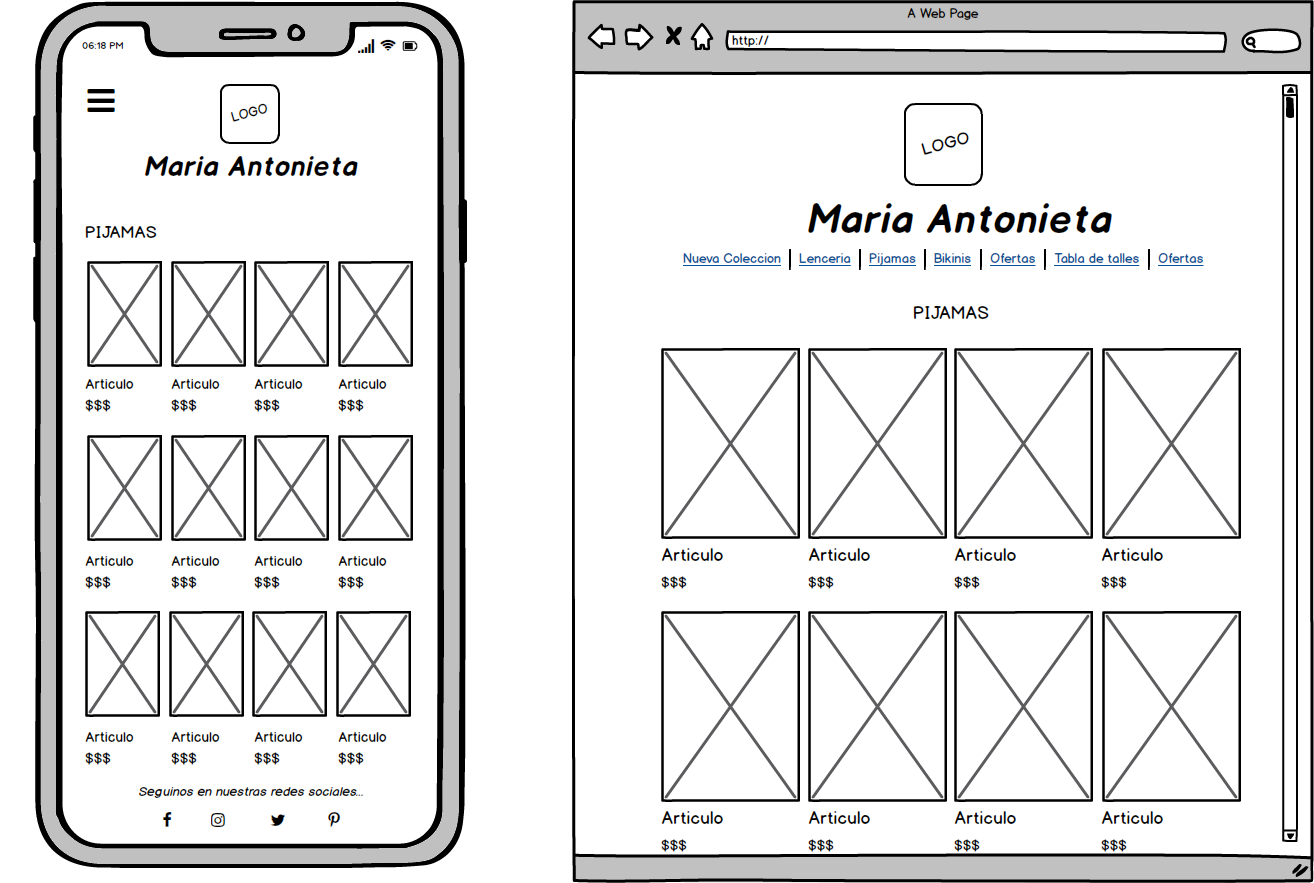 06:18 PM
LOGO
Maria Antonieta
PIJAMAS
Articulo Articulo Articulo Articulo
$$$ $$$ $$$ $$$
Articulo Articulo Articulo Articulo
$$$ $$$ $$$ $$$
Articulo Articulo Articulo Articulo
$$$ $$$ $$$ $$$
Seguinos en nuestras redes sociales...
A Web Page
http://
LOGO
Maria Antonieta
Nueva Coleccion | Lenceria | Pijamas | Bikinis | Ofertas | Tabla de talles | Ofertas
PIJAMAS
Articulo Articulo Articulo Articulo
$$$ $$$ $$$ $$$
Articulo Articulo Articulo Articulo
$$$ $$$ $$$ $$$